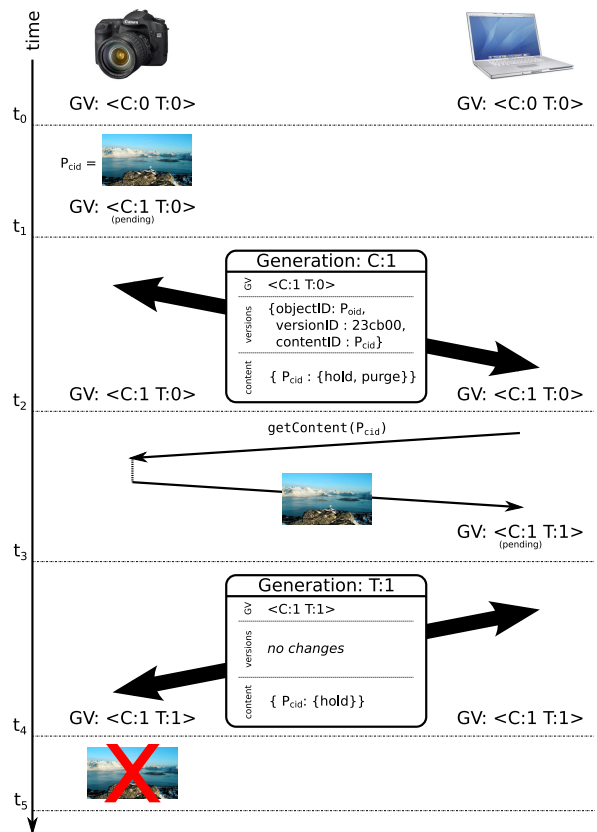 time
Canon
GV: <C:0 T:0>
GV: <C:0 T:0>
t0
Pcid =
GV: <C:1 T:0>
(pending)
t1
Generation: C:1
GV
<C:1 T:0>
versions
{objectID: Poid,
versionID : 23cb00,
contentID : Pcid}
content
{ Pcid : {hold, purge}}
GV: <C:1 T:0>
GV: <C:1 T:0>
t2
getContent(Pcid)
GV: <C:1 T:1>
(pending)
t3
Generation: T:1
GV
<C:1 T:1>
versions
no changes
content
{ Pcid: {hold}}
GV: <C:1 T:1>
GV: <C:1 T:1>
t4
X
t5